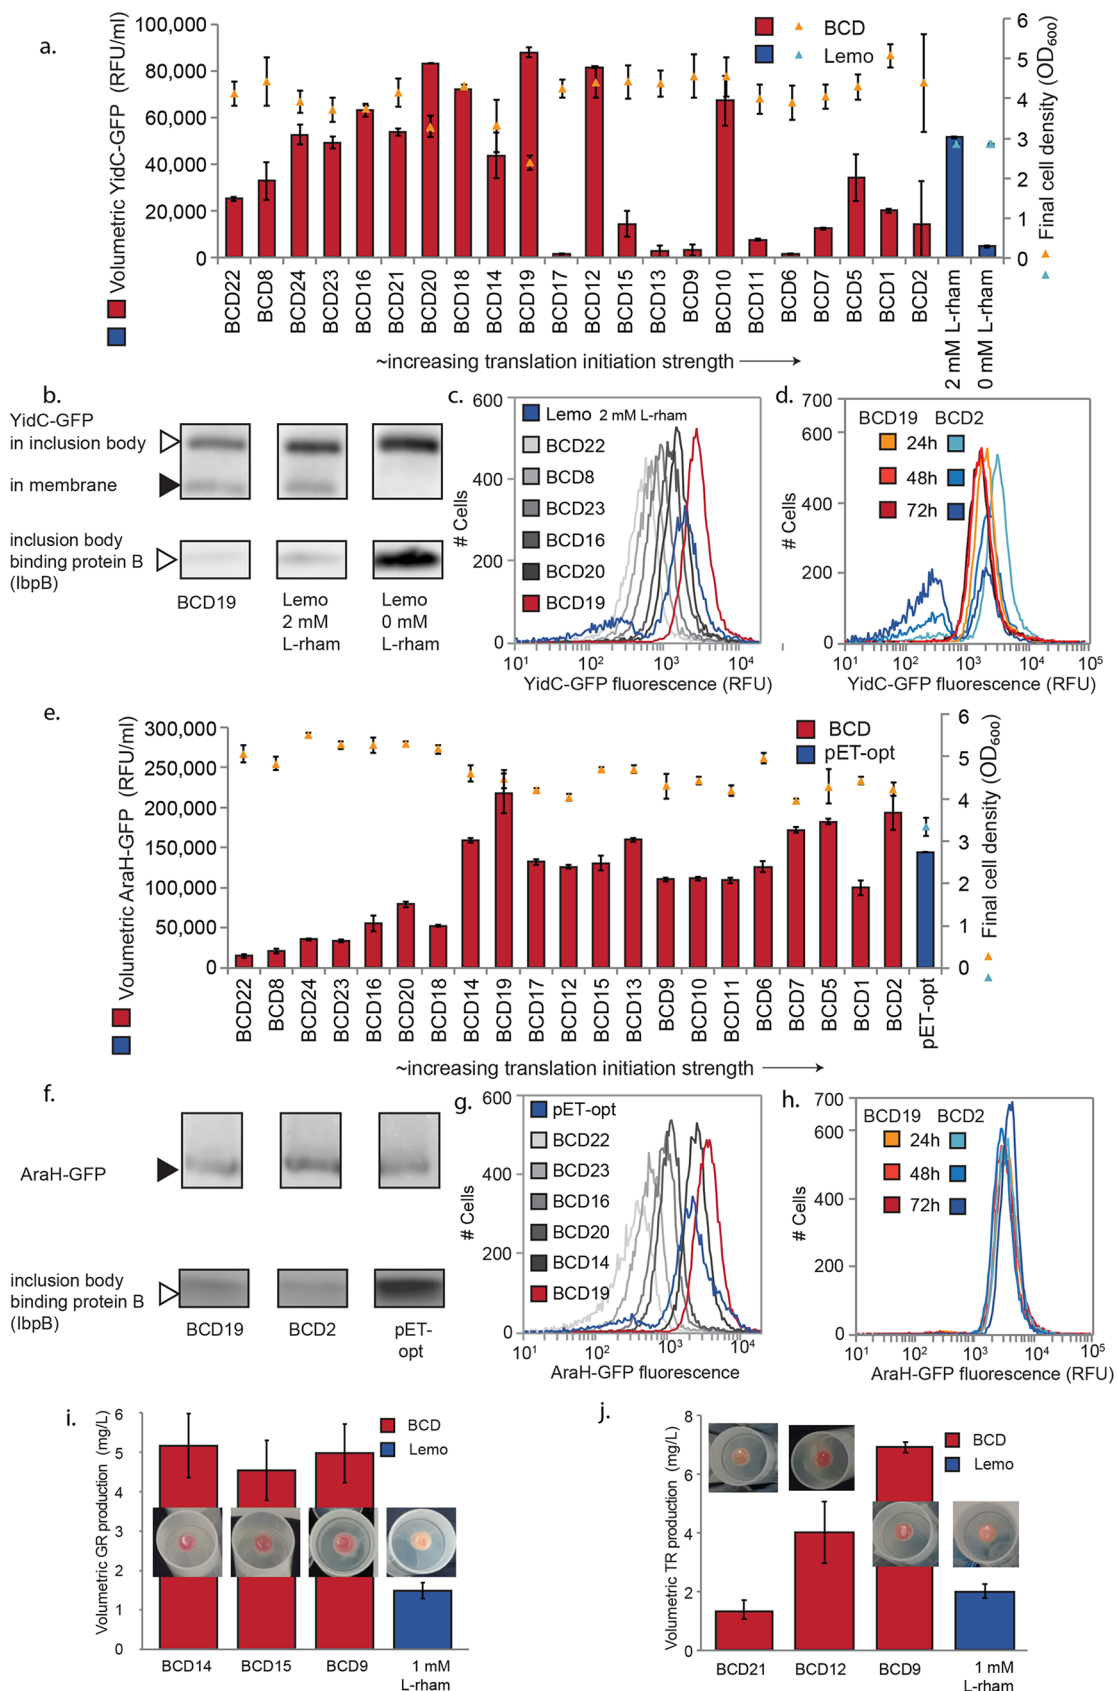 a.
Volumetric YidC-GFP (RFU/ml)
100,000
80,000
60,000
40,000
20,000
0
BCD
Lemo
6
5
4
3
2
1
0
Final cell density (OD600)
BCD22
BCD8
BCD24
BCD23
BCD16
BCD21
BCD20
BCD18
BCD14
BCD19
BCD17
BCD12
BCD15
BCD13
BCD9
BCD10
BCD11
BCD6
BCD7
BCD5
BCD1
BCD2
2 mM L-rham
0 mM L-rham
~increasing translation initiation strength
b.
YidC-GFP
in inclusion body
in membrane
inclusion body
binding protein B
(IbpB)
BCD19
Lemo
2 mM
L-rham
Lemo
0 mM
L-rham
c.
600
400
200
0
# Cells
Lemo 2 mM L-rham
BCD22
BCD8
BCD23
BCD16
BCD20
BCD19
101
102
103
104
YidC-GFP fluorescence (RFU)
d.
700
600
400
200
0
# Cells
BCD19 BCD2
24h
48h
72h
101
102
103
104
105
YidC-GFP fluorescence (RFU)
e.
Volumetric AraH-GFP (RFU/ml)
300,000
250,000
200,000
150,000
100,000
50,000
0
BCD
pET-opt
6
5
4
3
2
1
0
Final cell density (OD600)
BCD22
BCD8
BCD24
BCD23
BCD16
BCD20
BCD18
BCD14
BCD19
BCD17
BCD12
BCD15
BCD13
BCD9
BCD10
BCD11
BCD6
BCD7
BCD5
BCD1
BCD2
pET-opt
~increasing translation initiation strength
f.
AraH-GFP
inclusion body
binding protein B
(IbpB)
BCD19
BCD2
pET-
opt
g.
600
400
200
0
# Cells
pET-opt
BCD22
BCD23
BCD16
BCD20
BCD14
BCD19
101
102
103
104
AraH-GFP fluorescence
h.
700
600
400
200
0
# Cells
BCD19 BCD2
24h
48h
72h
101
102
103
104
105
AraH-GFP fluorescence (RFU)
i.
Volumetric GR production (mg/L)
6
5
4
3
2
1
0
BCD
Lemo
BCD14
BCD15
BCD9
1 mM
L-rham
j.
Volumetric TR production (mg/L)
8
6
4
2
0
BCD
Lemo
BCD21
BCD12
BCD9
1 mM
L-rham